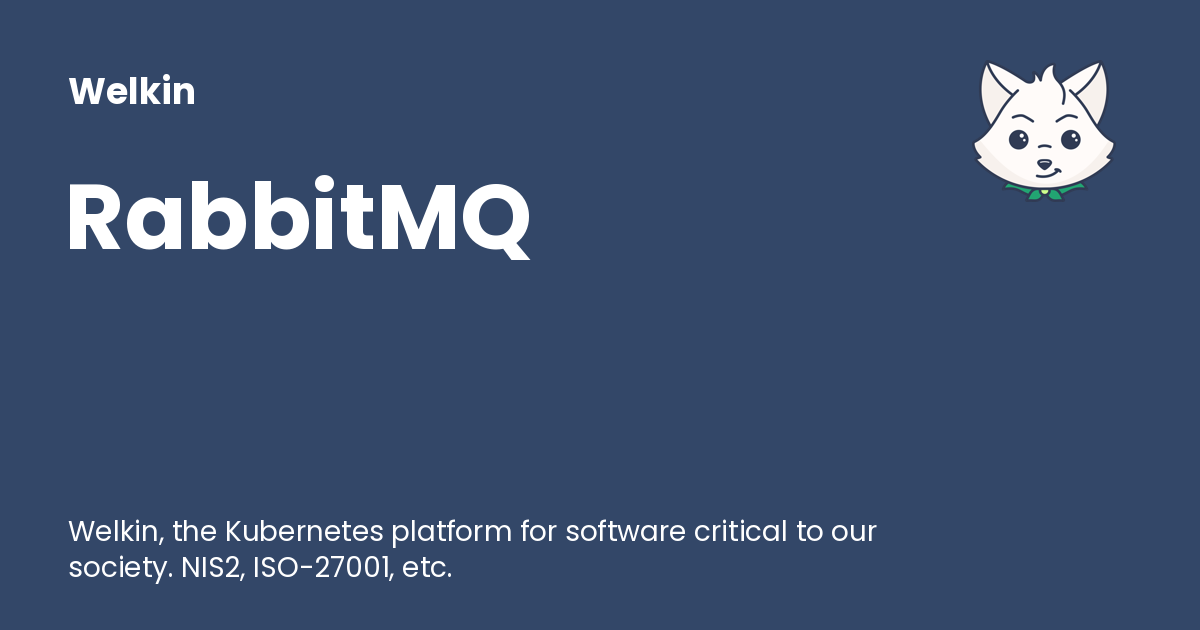 Welkin
RabbitMQ
Welkin, the Kubernetes platform for software critical to our
society. NIS2, ISO-27001, etc.